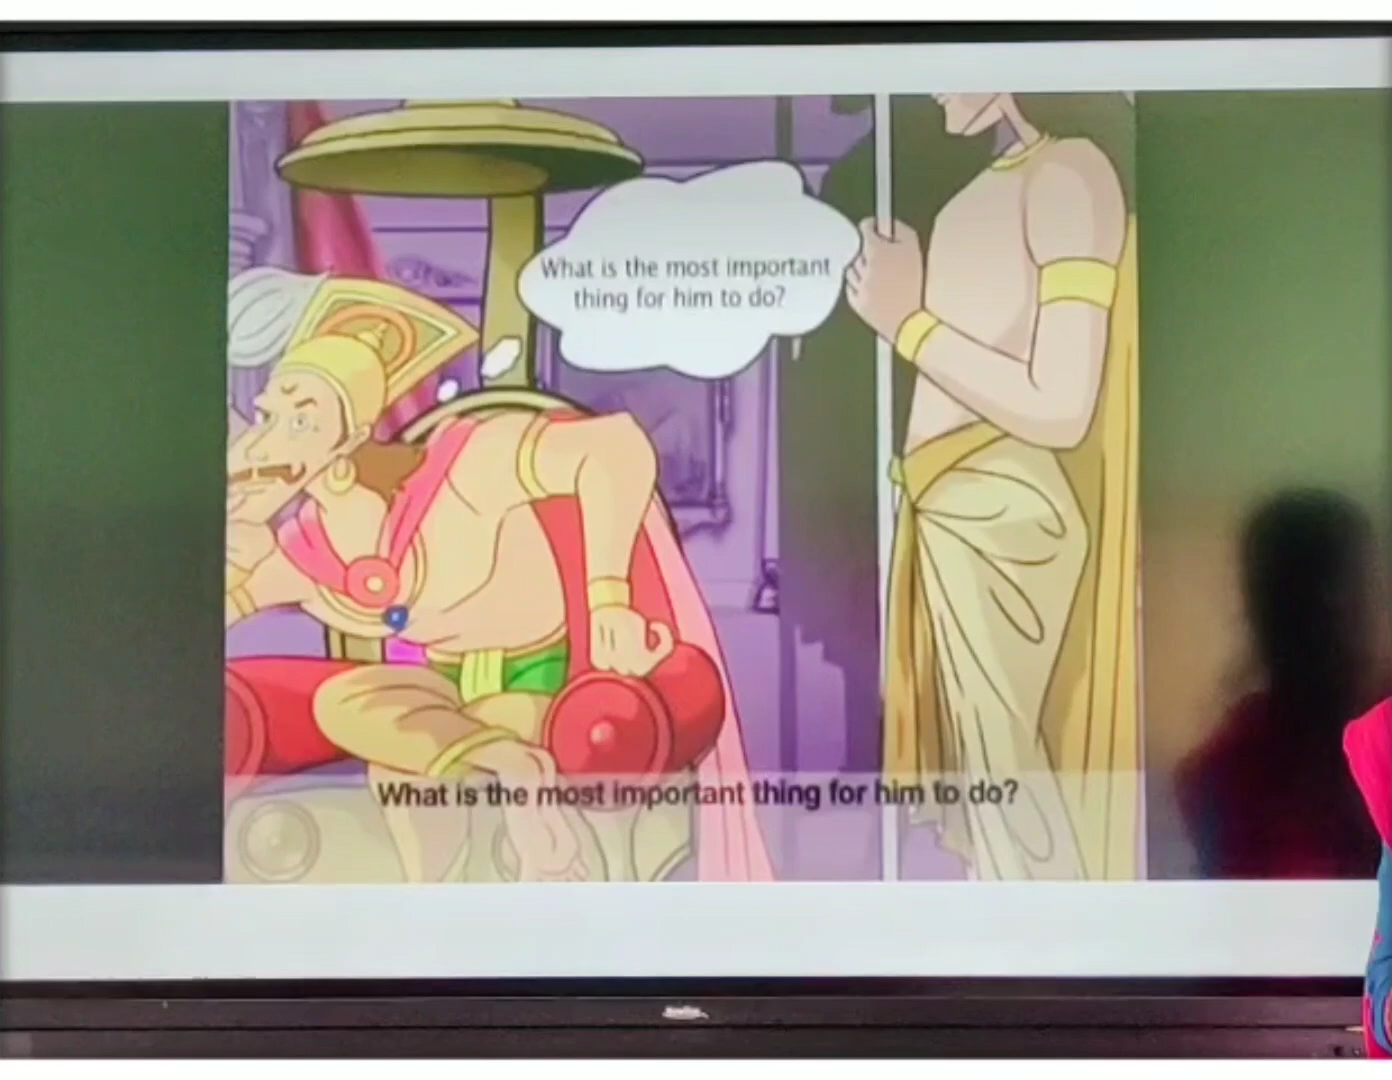 What is the most important
thing for him to do?
What is the most important thing for him to do?